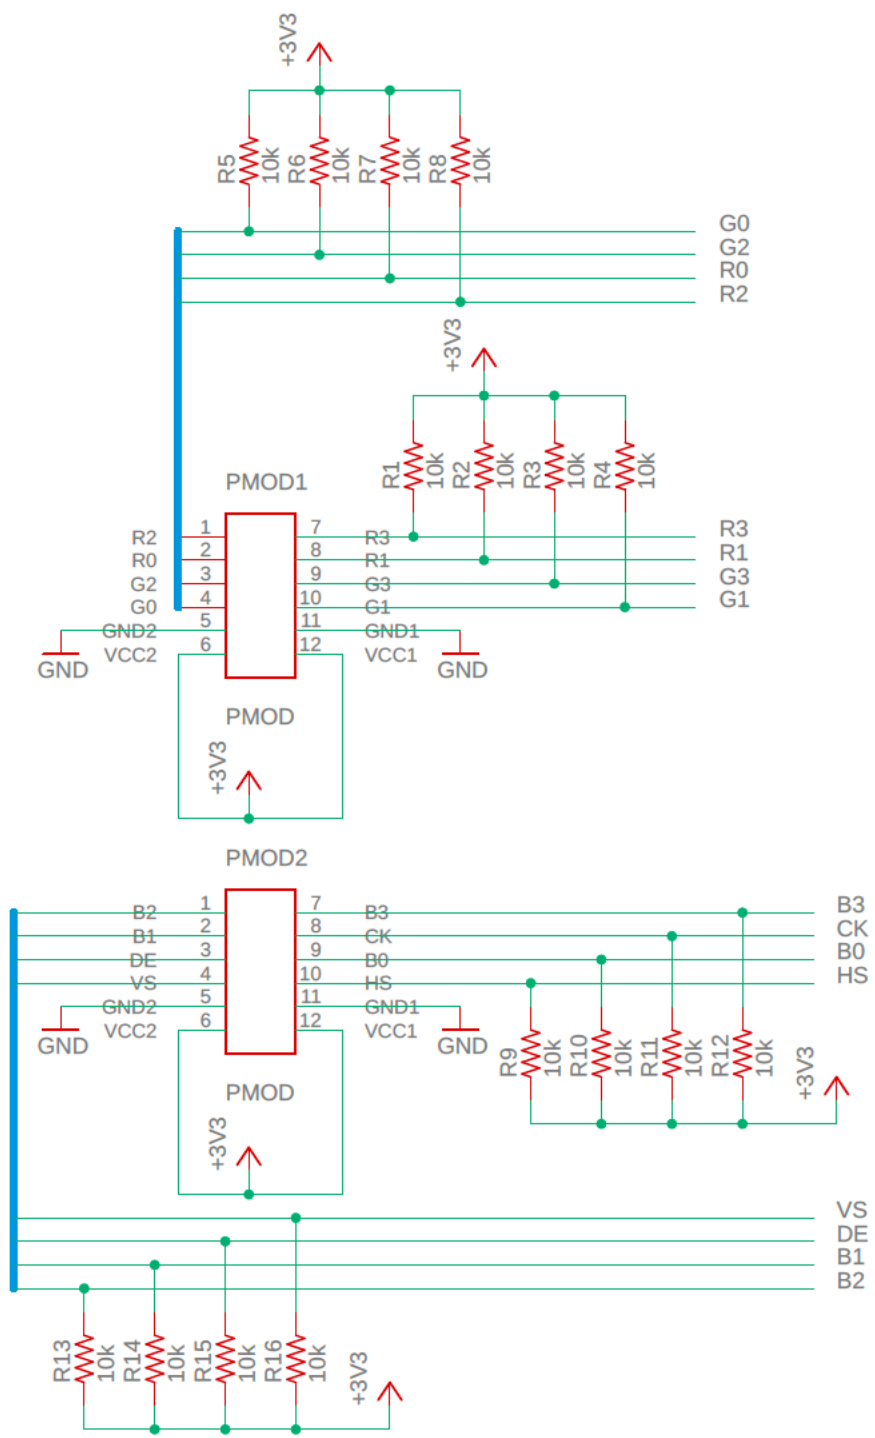 +3V3
R5 10k R6 10k R7 10k R8 10k
G0
G2
R0
R2
+3V3
R1 10k R2 10k R3 10k R4 10k
PMOD1
R2 1 7 R3 R3
R0 2 8 R1 R1
G2 3 9 G3 G3
G0 4 10 G1 G1
GND2 5 11 GND1
VCC2 6 12 VCC1
GND GND
PMOD
+3V3
PMOD2
B2 1 7 B3 B3
B1 2 8 CK CK
DE 3 9 B0 B0
VS 4 10 HS HS
GND2 5 11 GND1
VCC2 6 12 VCC1
GND GND
R9 10k R10 10k R11 10k R12 10k +3V3
PMOD
+3V3
VS
DE
B1
B2
R13 10k R14 10k R15 10k R16 10k +3V3